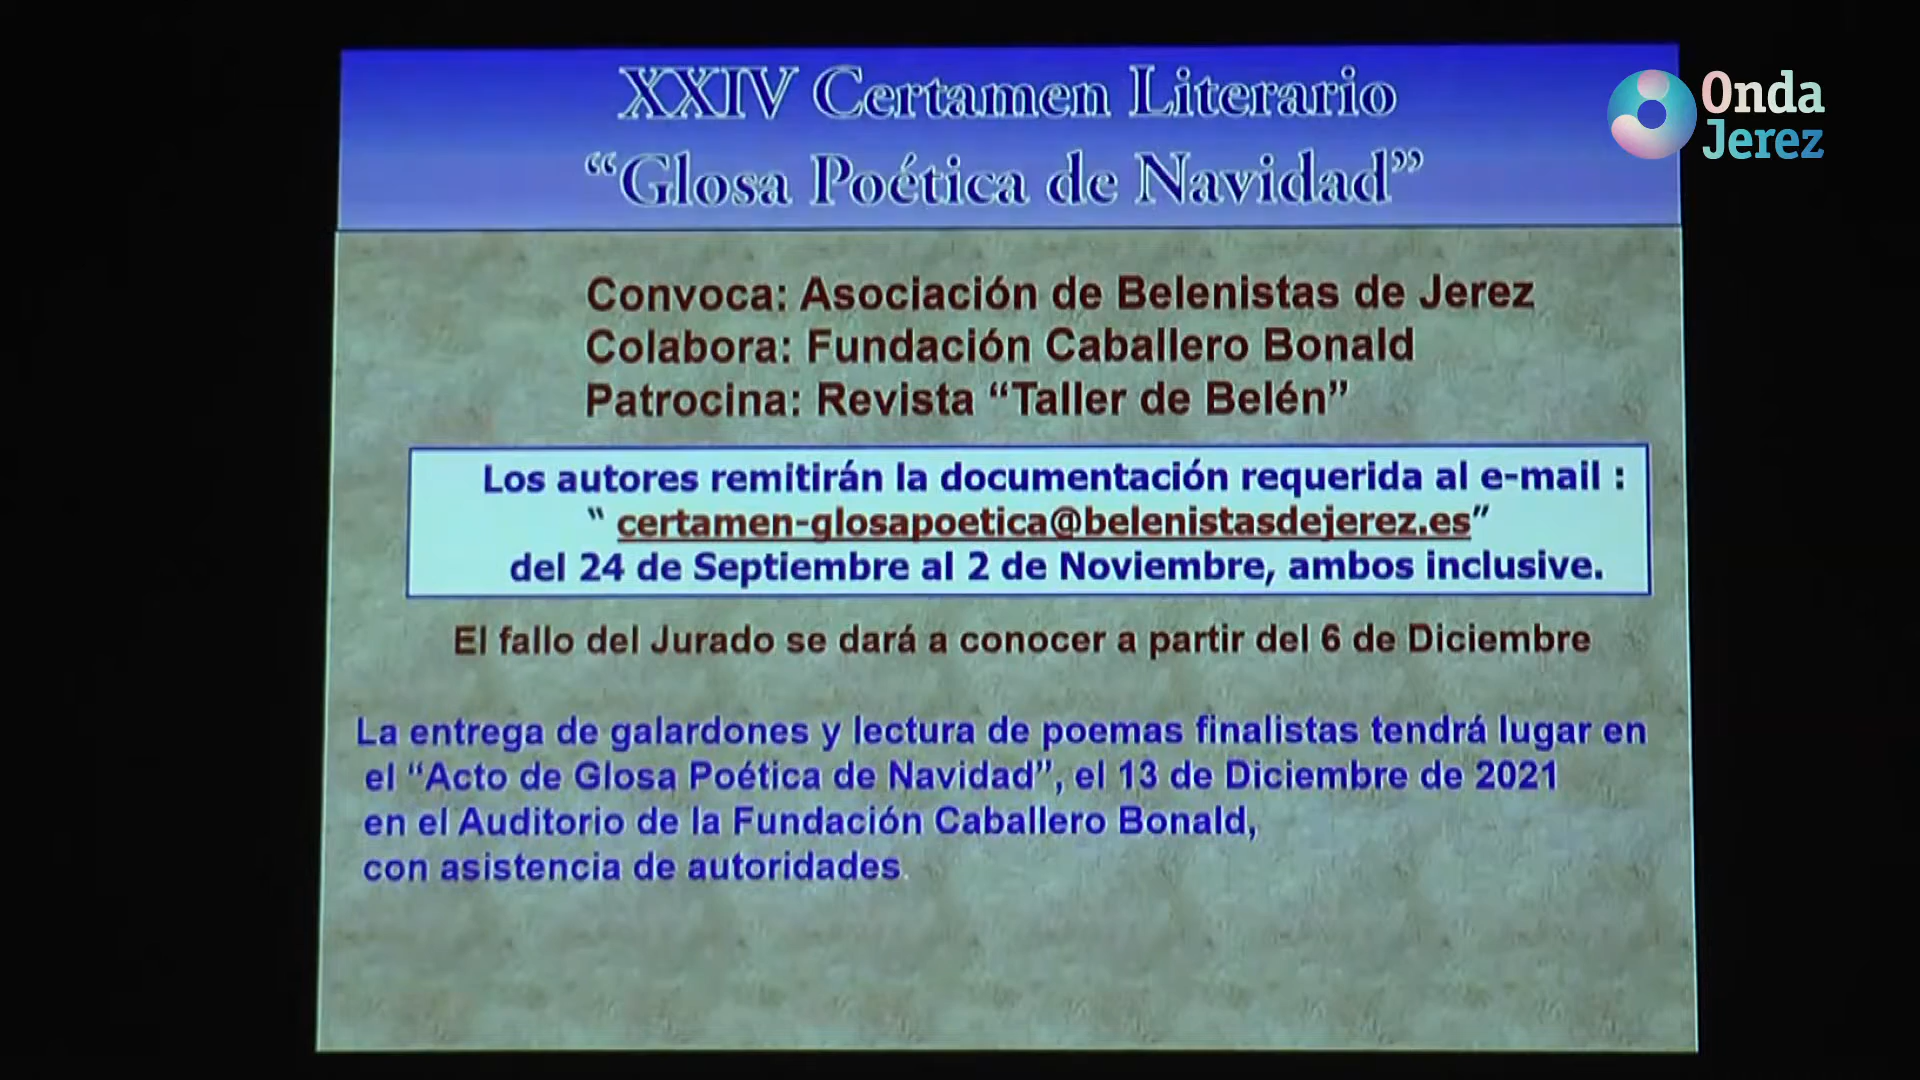 XXIV Certamen Literario
“Glosa Poética de Navidad”
Onda
Jerez
Convoca: Asociación de Belenistas de Jerez
Colabora: Fundación Caballero Bonald
Patrocina: Revista “Taller de Belén”
Los autores remitirán la documentación requerida al e-mail :
“ certamen-glosapoetica@belenistasdejerez.es”
del 24 de Septiembre al 2 de Noviembre, ambos inclusive.
El fallo del Jurado se dará a conocer a partir del 6 de Diciembre
La entrega de galardones y lectura de poemas finalistas tendrá lugar en
el “Acto de Glosa Poética de Navidad”, el 13 de Diciembre de 2021
en el Auditorio de la Fundación Caballero Bonald,
con asistencia de autoridades.